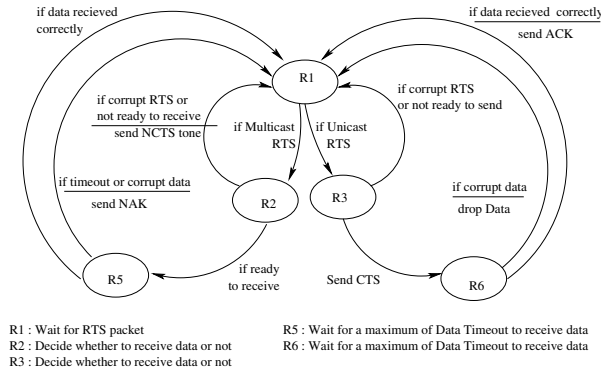 if data recieved
correctly
if data recieved correctly
send ACK
R1
if corrupt RTS or
not ready to receive
send NCTS tone
if corrupt RTS
or not ready to send
if Multicast
RTS
if Unicast
RTS
if timeout or corrupt data
send NAK
if corrupt data
drop Data
R2
R3
R5
R6
if ready
to receive
Send CTS
R1 : Wait for RTS packet
R2 : Decide whether to receive data or not
R3 : Decide whether to receive data or not
R5 : Wait for a maximum of Data Timeout to receive data
R6 : Wait for a maximum of Data Timeout to receive data